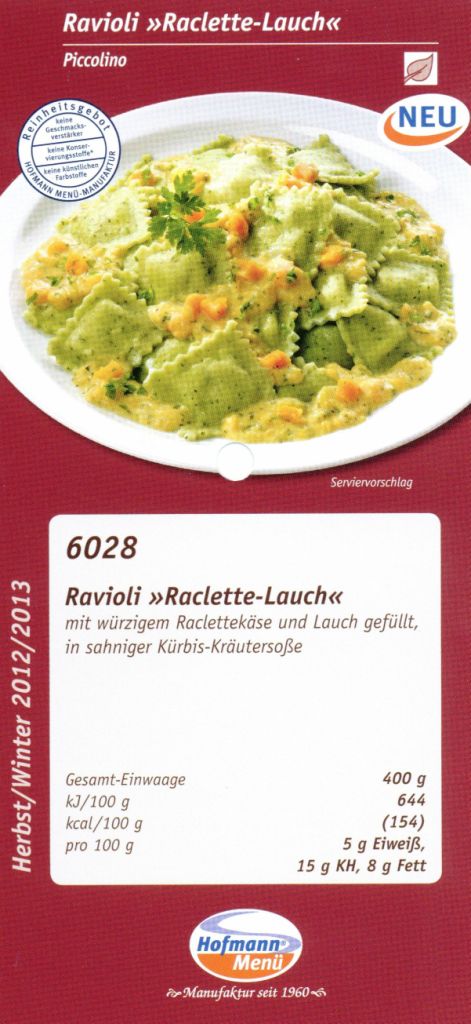 Ravioli »Raclette-Lauch«
Piccolino
NEU
Reinheitsgebot
keine
Geschmacks-
verstärker
keine Konser-
vierungsstoffe*
keine künstlichen
Farbstoffe
HOFMANN MENÜ-MANUFAKTUR
Serviervorschlag
Herbst/Winter 2012/2013
6028
Ravioli »Raclette-Lauch«
mit würzigem Raclettekäse und Lauch gefüllt,
in sahniger Kürbis-Kräutersoße
Gesamt-Einwaage 400 g
kJ/100 g 644
kcal/100 g (154)
pro 100 g 5 g Eiweiß,
15 g KH, 8 g Fett
Hofmann®
Menü
Manufaktur seit 1960